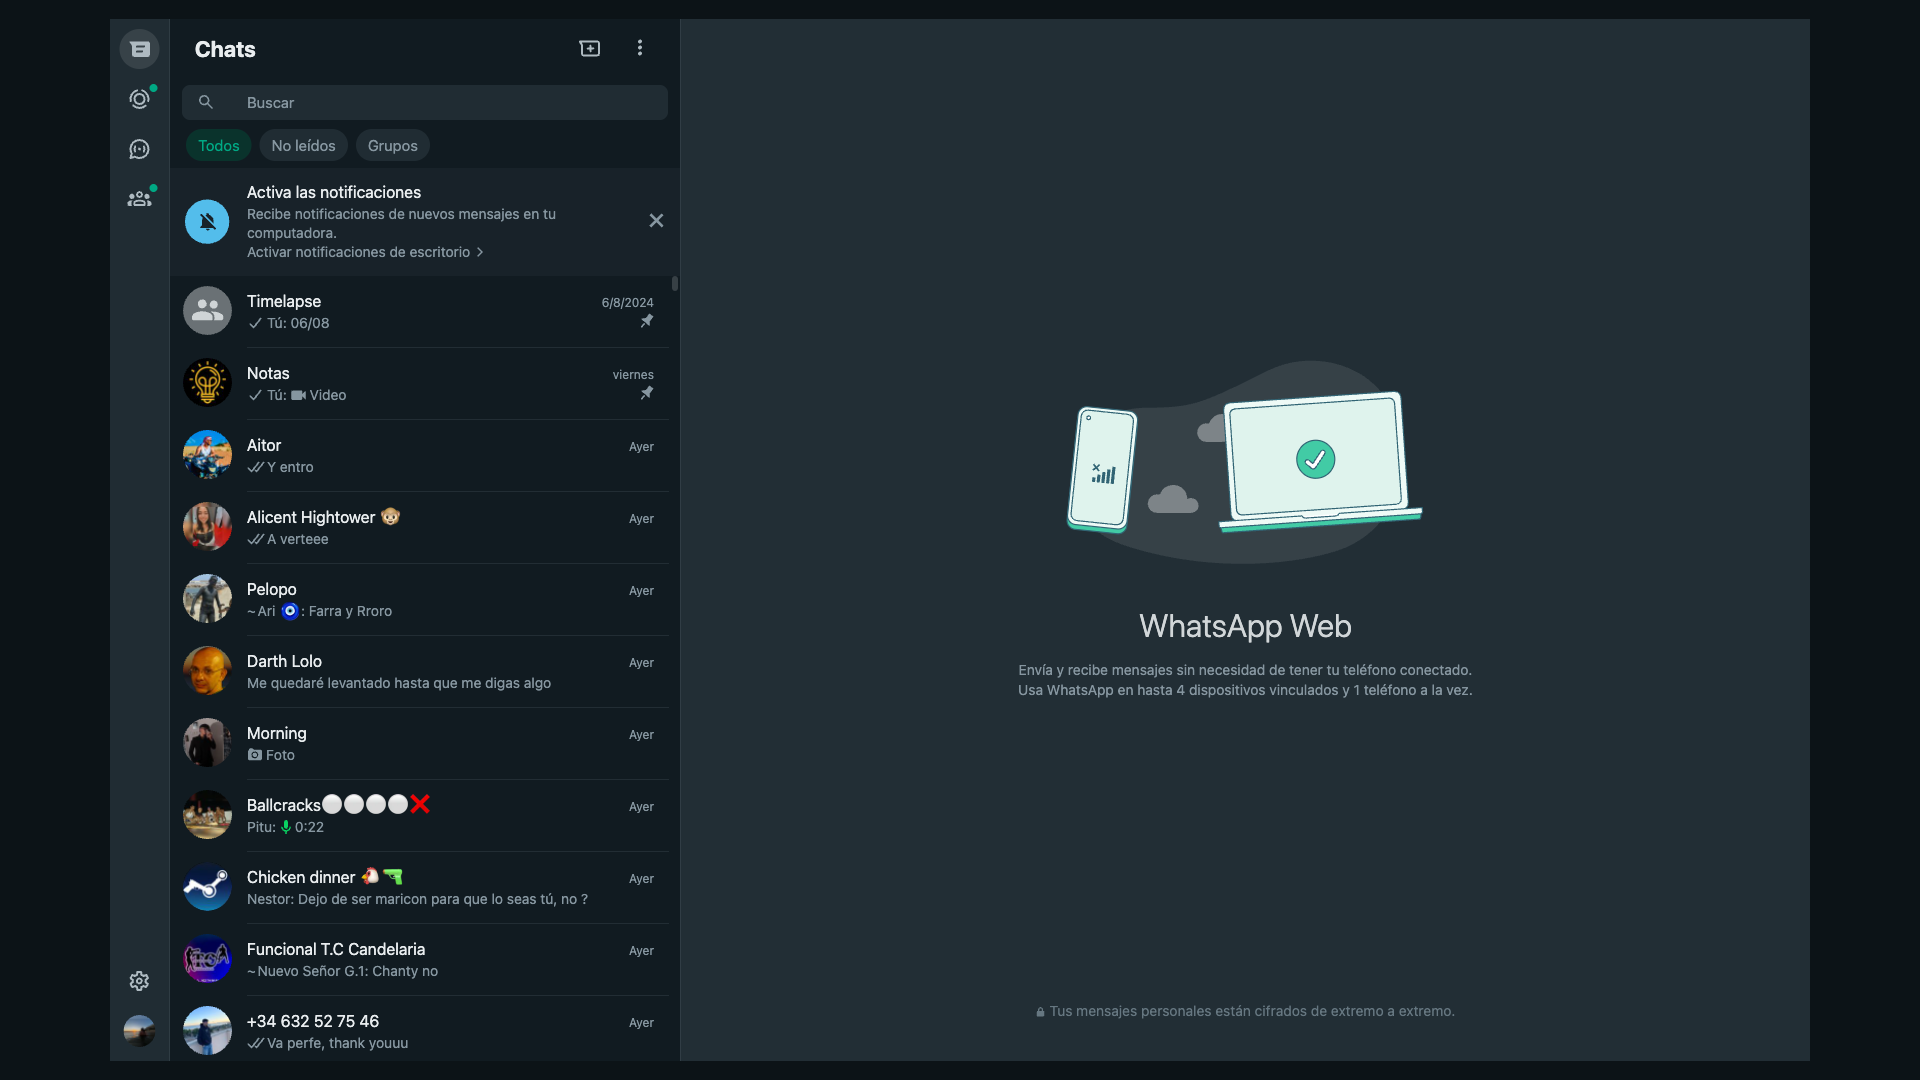 Chats
Buscar
Todos
No leídos
Grupos
Activa las notificaciones
Recibe notificaciones de nuevos mensajes en tu
computadora.
Activar notificaciones de escritorio
Timelapse
6/8/2024
Tú: 06/08
Notas
viernes
Tú: Video
Aitor
Ayer
Y entro
Alicent Hightower 🐵
Ayer
A verteee
Pelopo
Ayer
~Ari 🧿: Farra y Rroro
Darth Lolo
Ayer
Me quedaré levantado hasta que me digas algo
Morning
Ayer
Foto
Ballcracks⚪⚪⚪⚪❌
Ayer
Pitu: 0:22
Chicken dinner 🐔🔫
Ayer
Nestor: Dejo de ser maricon para que lo seas tú, no ?
Funcional T.C Candelaria
Ayer
~Nuevo Señor G.1: Chanty no
+34 632 52 75 46
Ayer
Va perfe, thank youuu
WhatsApp Web
Envía y recibe mensajes sin necesidad de tener tu teléfono conectado.
Usa WhatsApp en hasta 4 dispositivos vinculados y 1 teléfono a la vez.
Tus mensajes personales están cifrados de extremo a extremo.